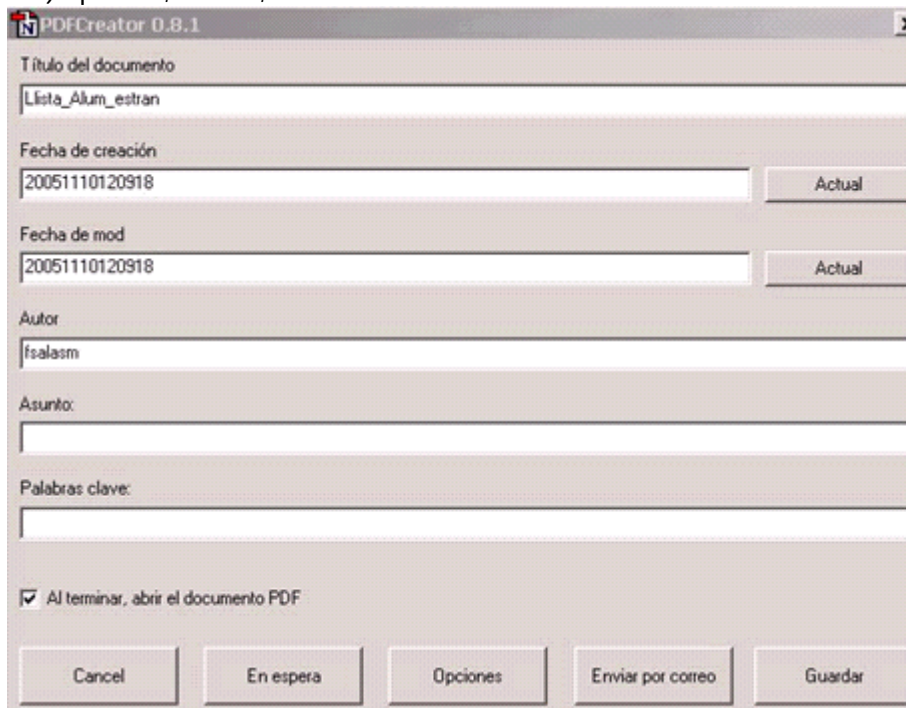 PDFCreator 0.8.1
Título del documento
Llista_Alum_estran
Fecha de creación
20051110120918
Actual
Fecha de mod
20051110120918
Actual
Autor
fsalasm
Asunto:
Palabras clave:
Al terminar, abrir el documento PDF
Cancel
En espera
Opciones
Enviar por correo
Guardar